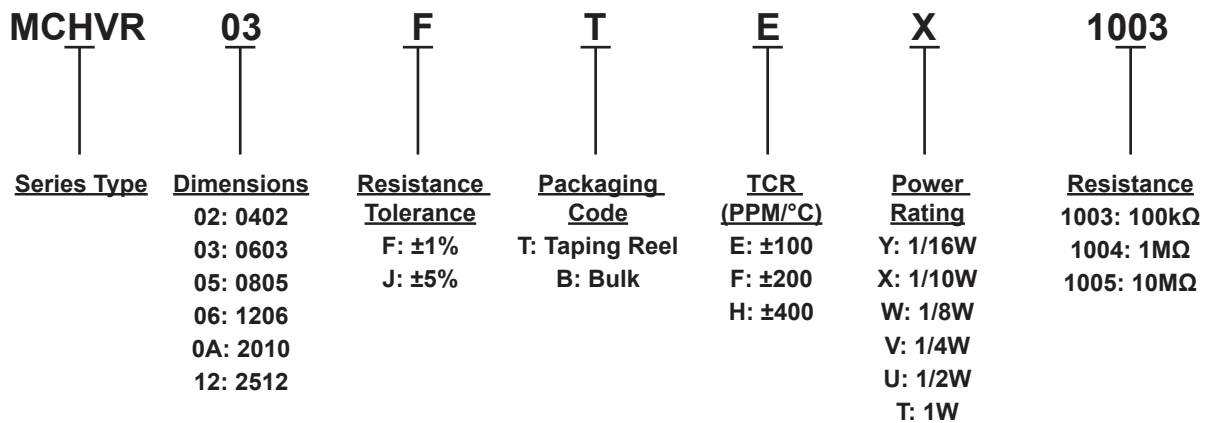 MCHVR 03 F T E X 1003
Series Type
Dimensions
02: 0402
03: 0603
05: 0805
06: 1206
0A: 2010
12: 2512
Resistance
Tolerance
F: ±1%
J: ±5%
Packaging
Code
T: Taping Reel
B: Bulk
TCR
(PPM/°C)
E: ±100
F: ±200
H: ±400
Power
Rating
Y: 1/16W
X: 1/10W
W: 1/8W
V: 1/4W
U: 1/2W
T: 1W
Resistance
1003: 100kΩ
1004: 1MΩ
1005: 10MΩ